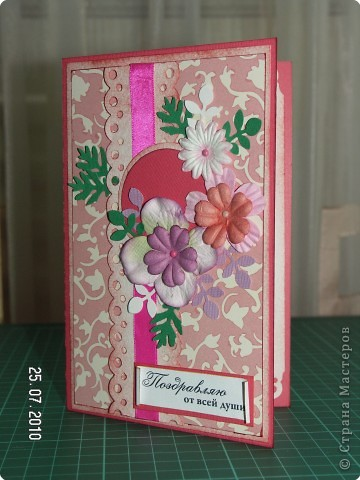 Поздравляю
от всей души
25.07.2010
© Страна Мастеров